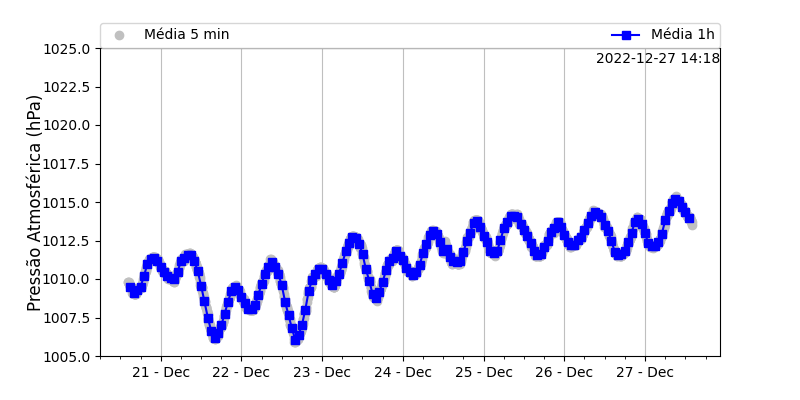 Média 5 min
Média 1h
2022-12-27 14:18
Pressão Atmosférica (hPa)
1025.0
1022.5
1020.0
1017.5
1015.0
1012.5
1010.0
1007.5
1005.0
21 - Dec
22 - Dec
23 - Dec
24 - Dec
25 - Dec
26 - Dec
27 - Dec